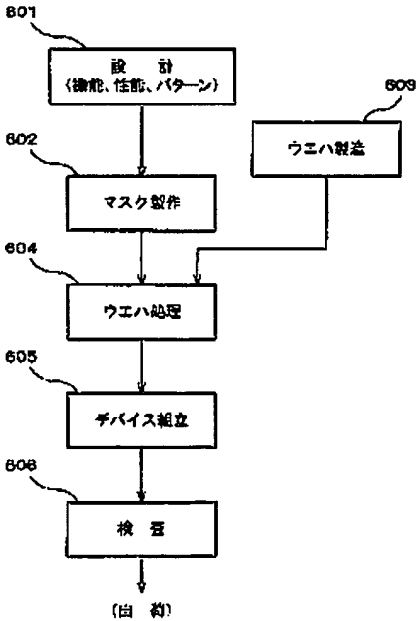 601
設 計
(機能、性能、パターン)
603
602
ウエハ製造
マスク製作
604
ウエハ処理
605
デバイス組立
606
検 査
(出 荷)